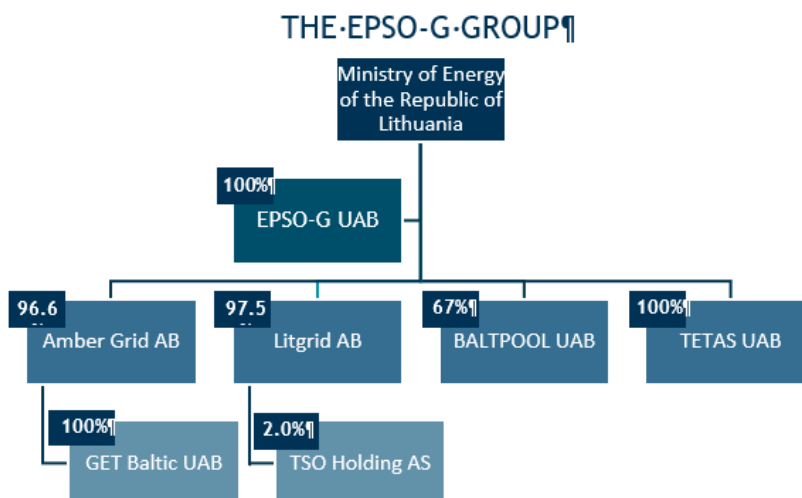 THE·EPSO-G·GROUP¶
Ministry of Energy
of the Republic of
Lithuania
100%¶
EPSO-G UAB
96.6
Amber Grid AB
97.5
Litgrid AB
67%¶
BALTPOOL UAB
100%¶
TETAS UAB
100%¶
GET Baltic UAB
2.0%¶
TSO Holding AS